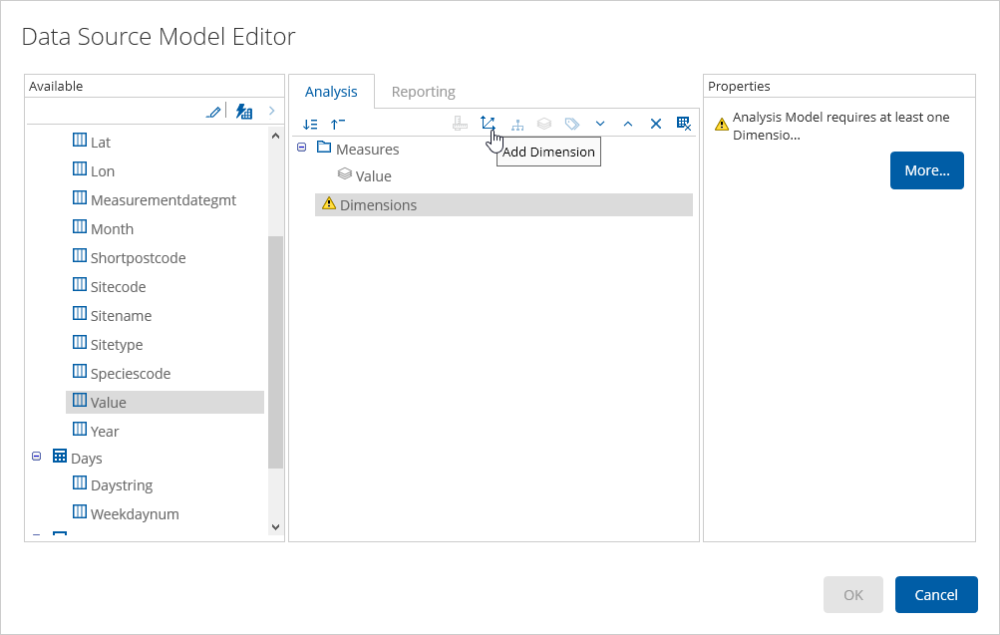 Data Source Model Editor
Available
Lat
Lon
Measurementdategmt
Month
Shortpostcode
Sitecode
Sitename
Sitetype
Speciescode
Value
Year
Days
Daystring
Weekdaynum
Analysis
Reporting
Add Dimension
Measures
Value
Dimensions
Properties
Analysis Model requires at least one
Dimensio...
More...
OK
Cancel